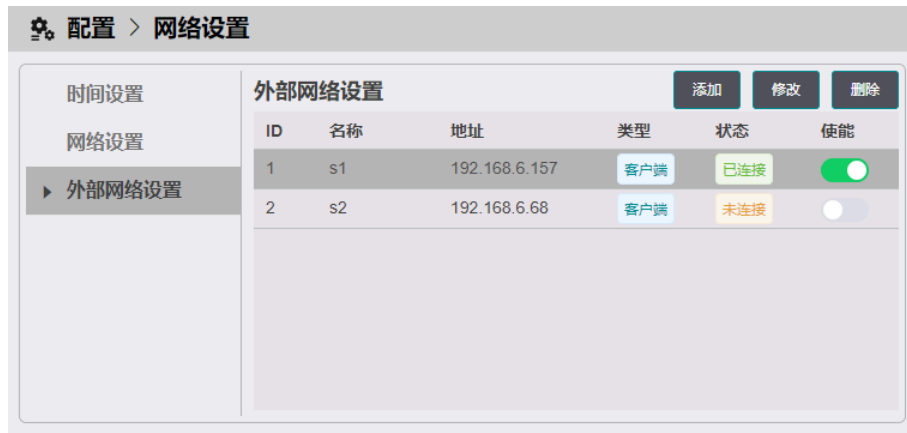 配置 > 网络设置
时间设置
网络设置
外部网络设置
外部网络设置 添加 修改 删除
ID 名称 地址 类型 状态 使能
1 s1 192.168.6.157 客户端 已连接
2 s2 192.168.6.68 客户端 未连接